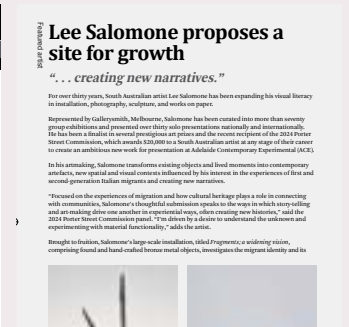 Featured artist
Lee Salomone proposes a
site for growth
“. . . creating new narratives.”
For over thirty years, South Australian artist Lee Salomone has been expanding his visual literacy
in installation, photography, sculpture, and works on paper.
Represented by Gallerysmith, Melbourne, Salomone has been curated into more than seventy
group exhibitions and presented over thirty solo presentations nationally and internationally.
He has been a finalist in several prestigious art prizes and the recent recipient of the 2024 Porter
Street Commission, which awards $20,000 to a South Australian artist at any stage of their career
to create an ambitious new work for presentation at Adelaide Contemporary Experimental (ACE).
In his artmaking, Salomone transforms existing objects and lived moments into contemporary
artefacts, new spatial and visual contexts influenced by his interest in the experiences of first and
second-generation Italian migrants and creating new narratives.
“Focused on the experiences of migration and how cultural heritage plays a role in connecting
with communities, Salomone’s thoughtful submission speaks to the ways in which story-telling
and art-making drive one another in experiential ways, often creating new histories,” said the
2024 Porter Street Commission panel. “I’m driven by a desire to understand the unknown and
experimenting with material functionality,” adds the artist.
Brought to fruition, Salomone’s large-scale installation, titled Fragments; a widening vision,
comprising found and hand-crafted bronze metal objects, investigates the migrant identity and its